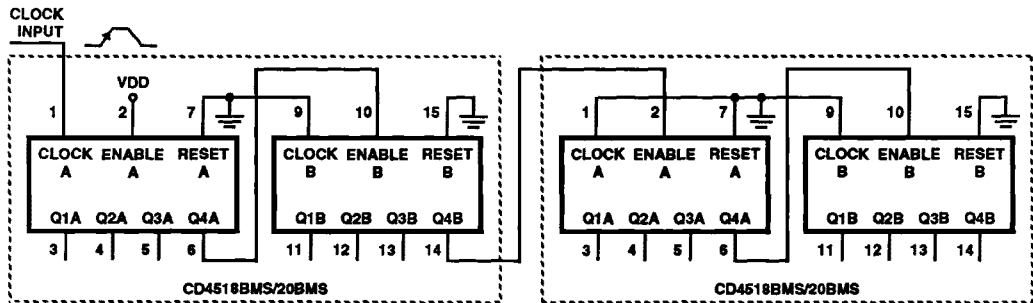 CLOCK
INPUT
VDD
1 2 7 9 10 15 1 2 7 9 10 15
CLOCK ENABLE RESET CLOCK ENABLE RESET CLOCK ENABLE RESET CLOCK ENABLE RESET
A A A B B B A A A B B B
Q1A Q2A Q3A Q4A Q1B Q2B Q3B Q4B Q1A Q2A Q3A Q4A Q1B Q2B Q3B Q4B
3 4 5 6 11 12 13 14 3 4 5 6 11 12 13 14
CD4518BMS/20BMS CD4518BMS/20BMS